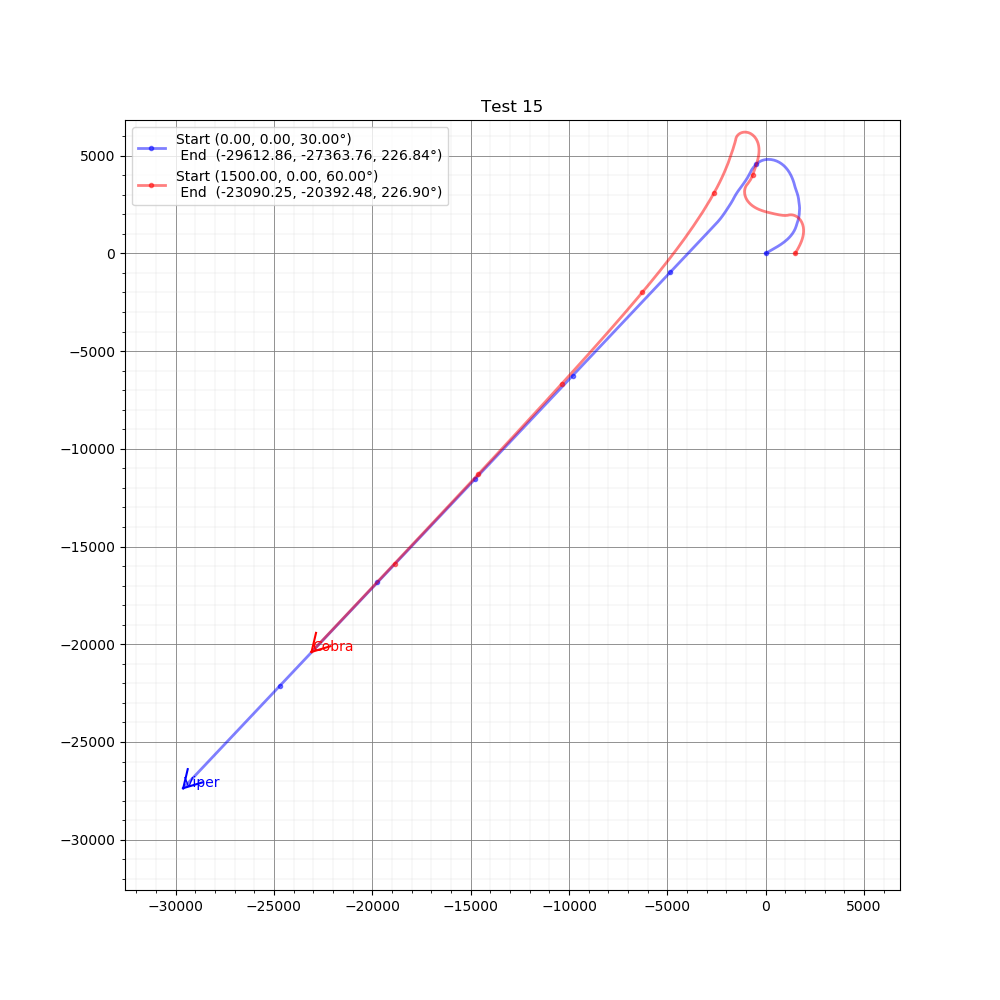 Test 15
Start (0.00, 0.00, 30.00°)
End  (-29612.86, -27363.76, 226.84°)
Start (1500.00, 0.00, 60.00°)
End  (-23090.25, -20392.48, 226.90°)
5000
0
−5000
−10000
−15000
−20000
−25000
−30000
Cobra
Viper
−30000 −25000 −20000 −15000 −10000 −5000 0 5000